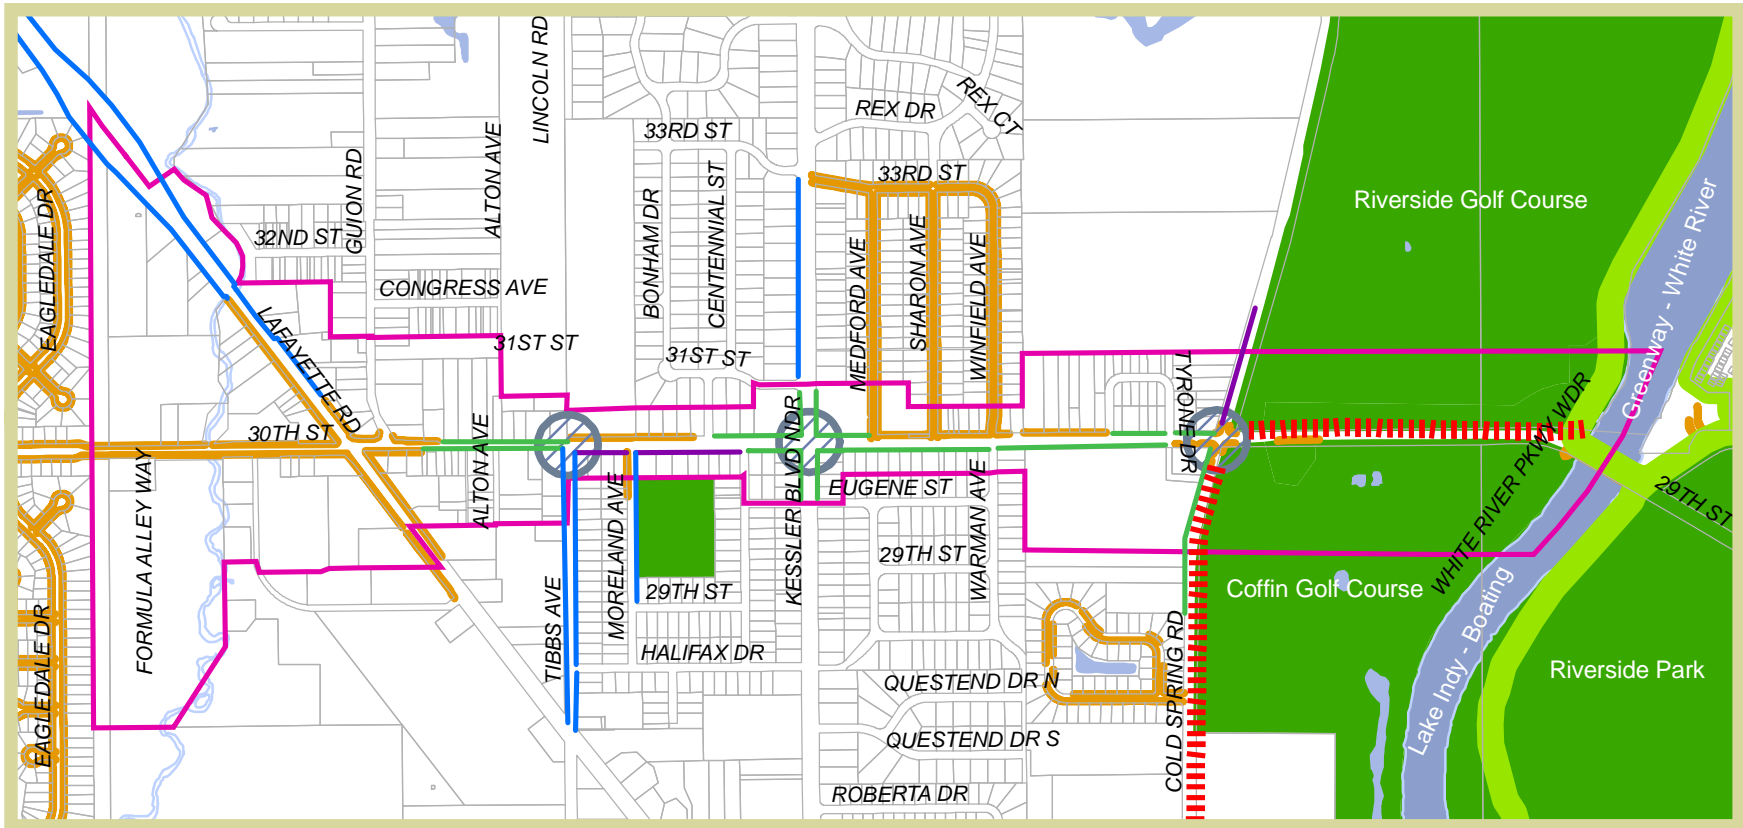 LINCOLN RD
REX CT
REX DR
33RD ST
ALTON AVE
GUION RD
33RD ST
CENTENNIAL ST
BONHAM DR
EAGLEDALE DR
Riverside Golf Course
32ND ST
MEDFORD AVE
SHARON AVE
WINFIELD AVE
Greenway - White River
CONGRESS AVE
LAFAYETTE RD
31ST ST
31ST ST
TYRONE DR
30TH ST
ALTON AVE
KESSLER BLVD NDR
WHITE RIVER PKWY WDR
FORMULA ALLEY WAY
MORELAND AVE
EUGENE ST
WARMAN AVE
29TH ST
29TH ST
29TH ST
TIBBS AVE
Coffin Golf Course
EAGLEDALE DR
HALIFAX DR
COLD SPRING RD
Lake Indy - Boating
Riverside Park
QUESTEND DR N
QUESTEND DR S
ROBERTA DR